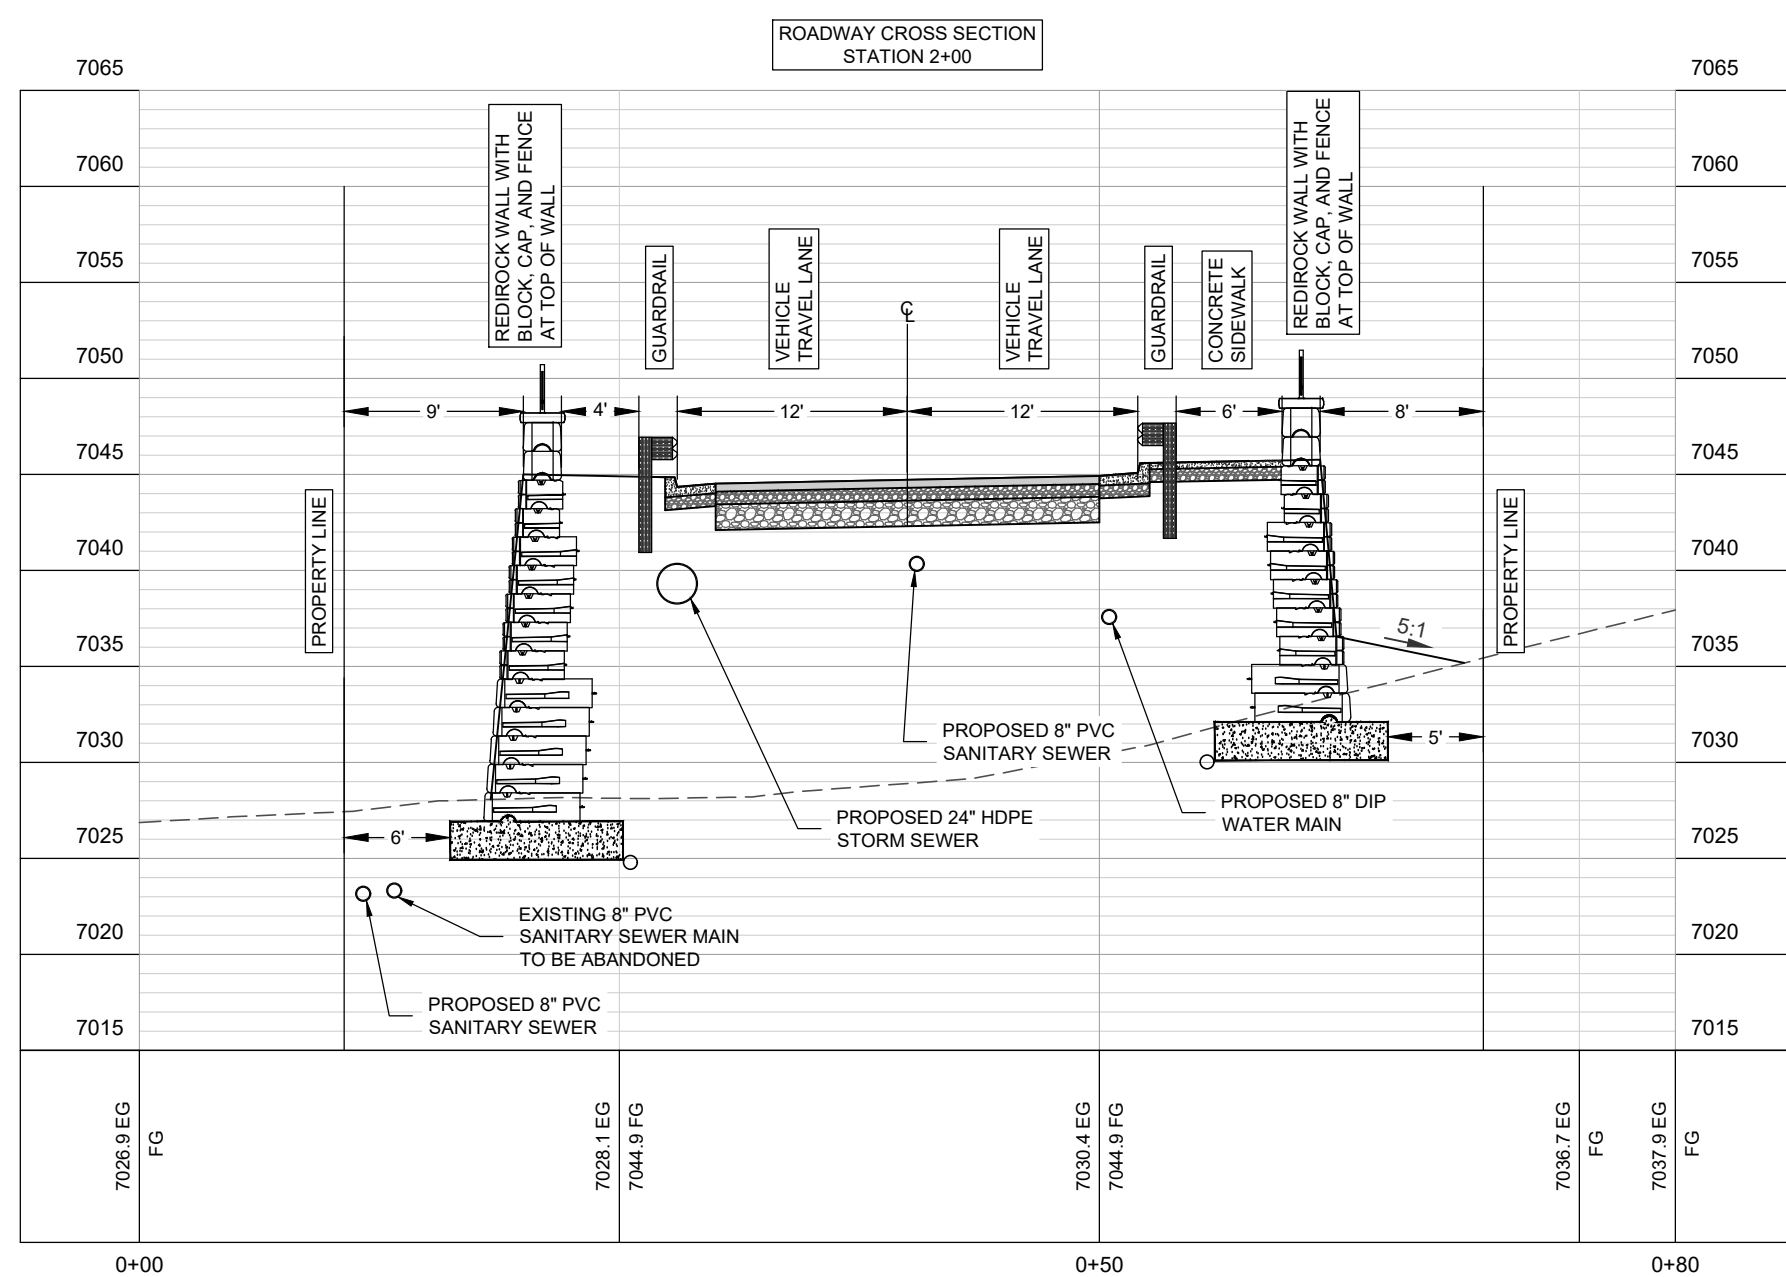 ROADWAY CROSS SECTION
STATION 2+00
7065
7065
7060
7060
7055
7055
7050
7050
7045
7045
7040
7040
7035
7035
7030
7030
7025
7025
7020
7020
7015
7015
REDIROCK WALL WITH
BLOCK, CAP, AND FENCE
AT TOP OF WALL
GUARDRAIL
VEHICLE
TRAVEL LANE
℄
VEHICLE
TRAVEL LANE
GUARDRAIL
CONCRETE
SIDEWALK
REDIROCK WALL WITH
BLOCK, CAP, AND FENCE
AT TOP OF WALL
9'
4'
12'
12'
6'
8'
PROPERTY LINE
PROPERTY LINE
5:1
5'
6'
PROPOSED 8" PVC
SANITARY SEWER
PROPOSED 24" HDPE
STORM SEWER
PROPOSED 8" DIP
WATER MAIN
EXISTING 8" PVC
SANITARY SEWER MAIN
TO BE ABANDONED
PROPOSED 8" PVC
SANITARY SEWER
7026.9 EG
FG
7028.1 EG
7044.9 FG
7030.4 EG
7044.9 FG
7036.7 EG
FG
7037.9 EG
FG
0+00
0+50
0+80